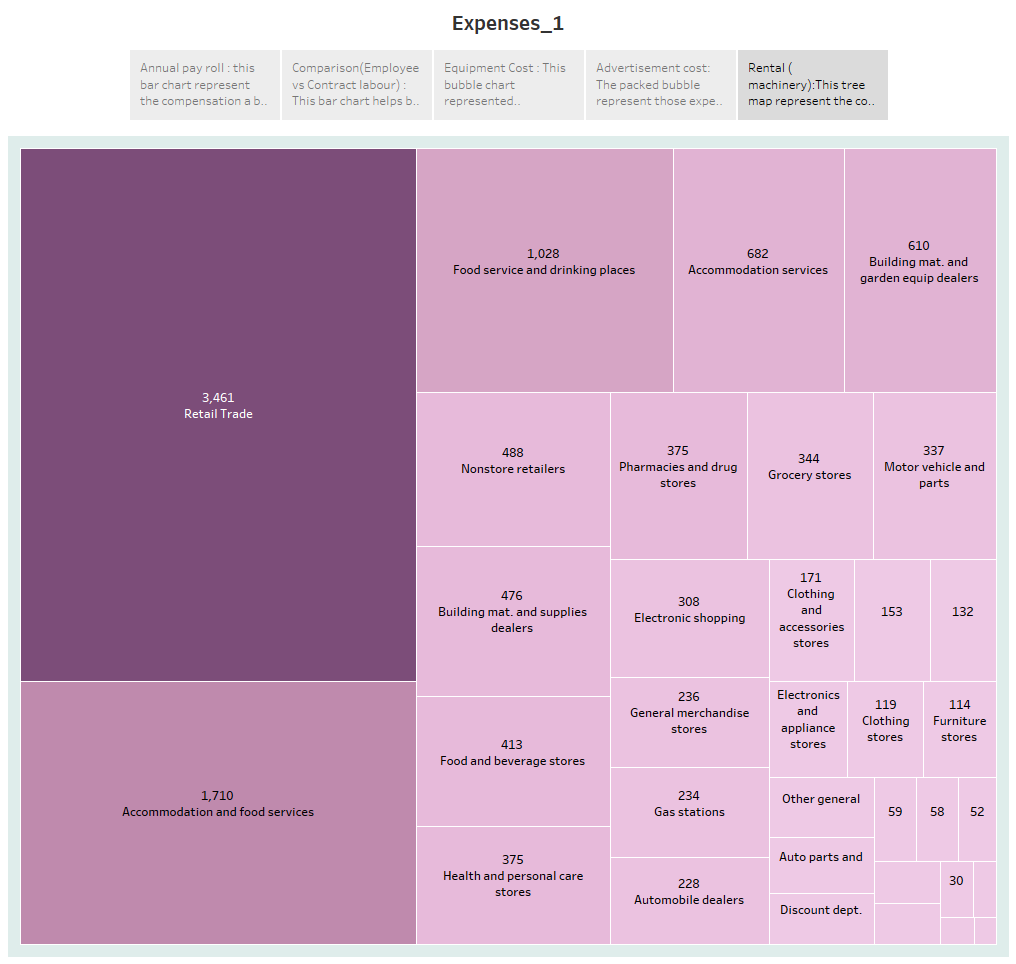 Expenses_1
Annual pay roll : this
bar chart represent
the compensation a b..
Comparison(Employee
vs Contract labour) :
This bar chart helps b..
Equipment Cost : This
bubble chart
represented..
Advertisement cost:
The packed bubble
represent those expe..
Rental (
machinery):This tree
map represent the co..
3,461
Retail Trade
1,710
Accommodation and food services
1,028
Food service and drinking places
682
Accommodation services
610
Building mat. and
garden equip dealers
488
Nonstore retailers
476
Building mat. and supplies
dealers
413
Food and beverage stores
375
Health and personal care
stores
375
Pharmacies and drug
stores
344
Grocery stores
337
Motor vehicle and
parts
308
Electronic shopping
236
General merchandise
stores
234
Gas stations
228
Automobile dealers
171
Clothing
and
accessories
stores
153
132
Electronics
and
appliance
stores
119
Clothing
stores
114
Furniture
stores
Other general
Auto parts and
Discount dept.
59
58
52
30